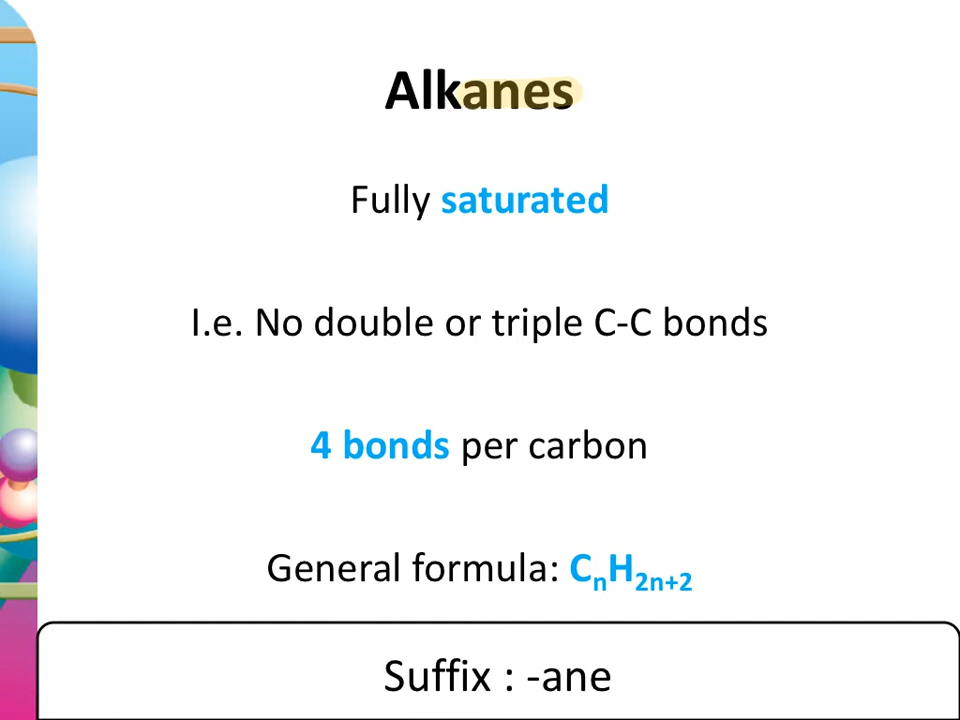 Alkanes
Fully saturated
I.e. No double or triple C-C bonds
4 bonds per carbon
General formula: CₙH₂ₙ₊₂
Suffix : -ane